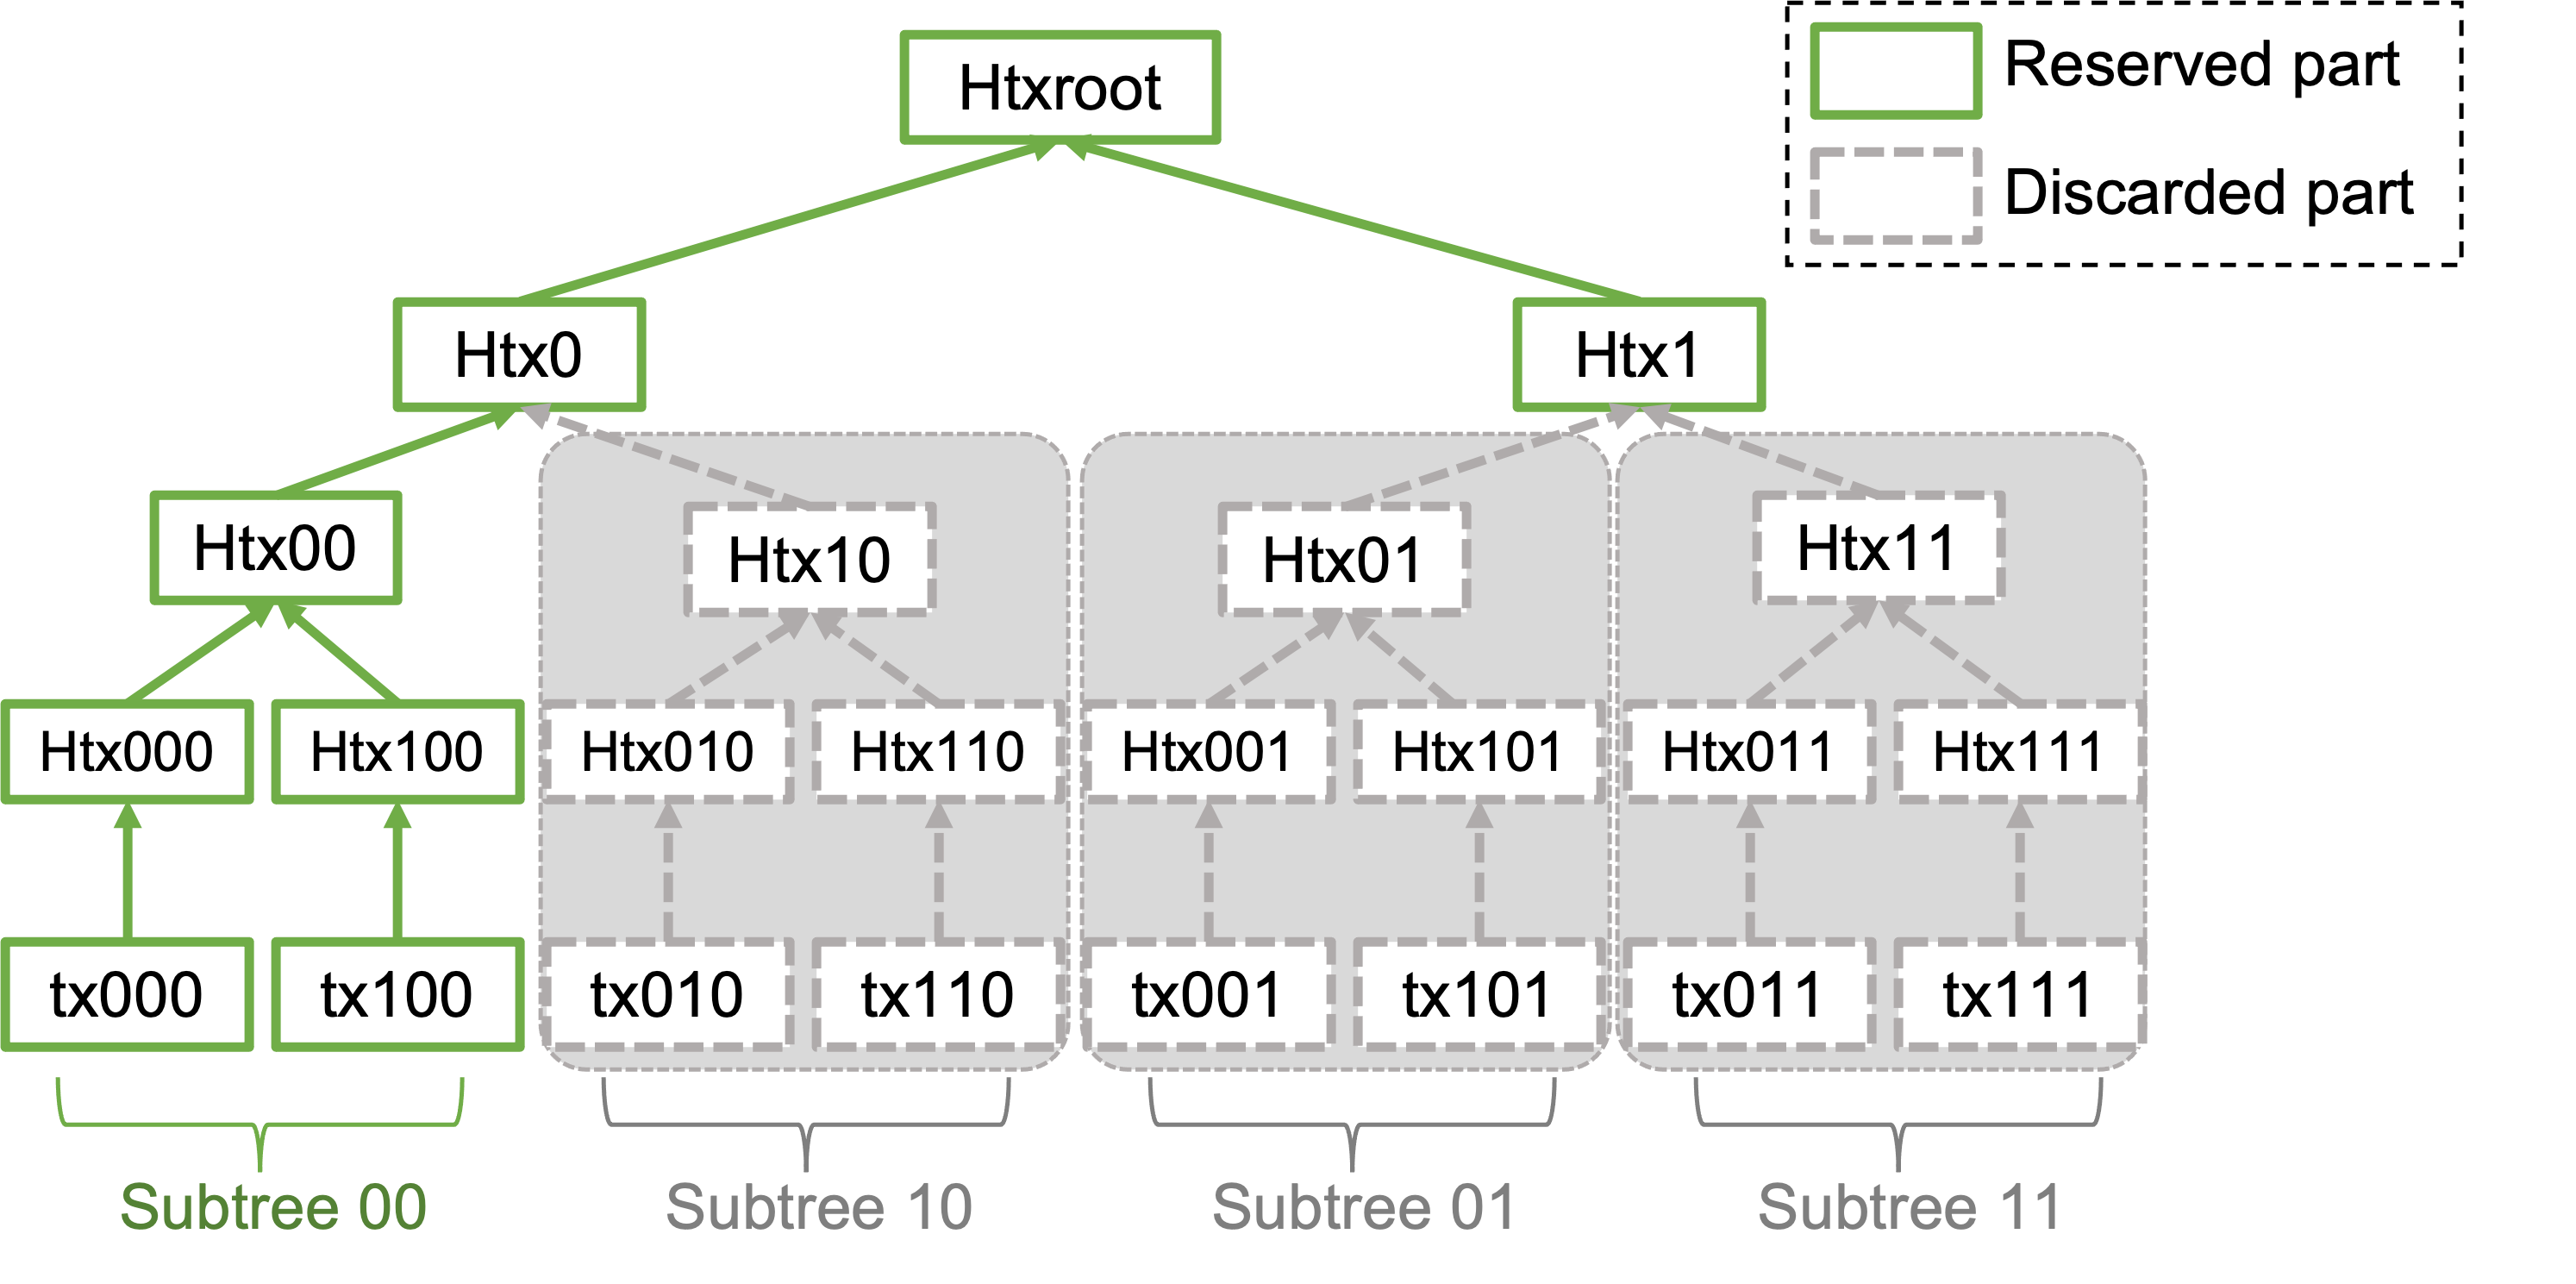 Htxroot
Reserved part
Discarded part
Htx0
Htx1
Htx00
Htx10
Htx01
Htx11
Htx000
Htx100
Htx010
Htx110
Htx001
Htx101
Htx011
Htx111
tx000
tx100
tx010
tx110
tx001
tx101
tx011
tx111
Subtree 00
Subtree 10
Subtree 01
Subtree 11